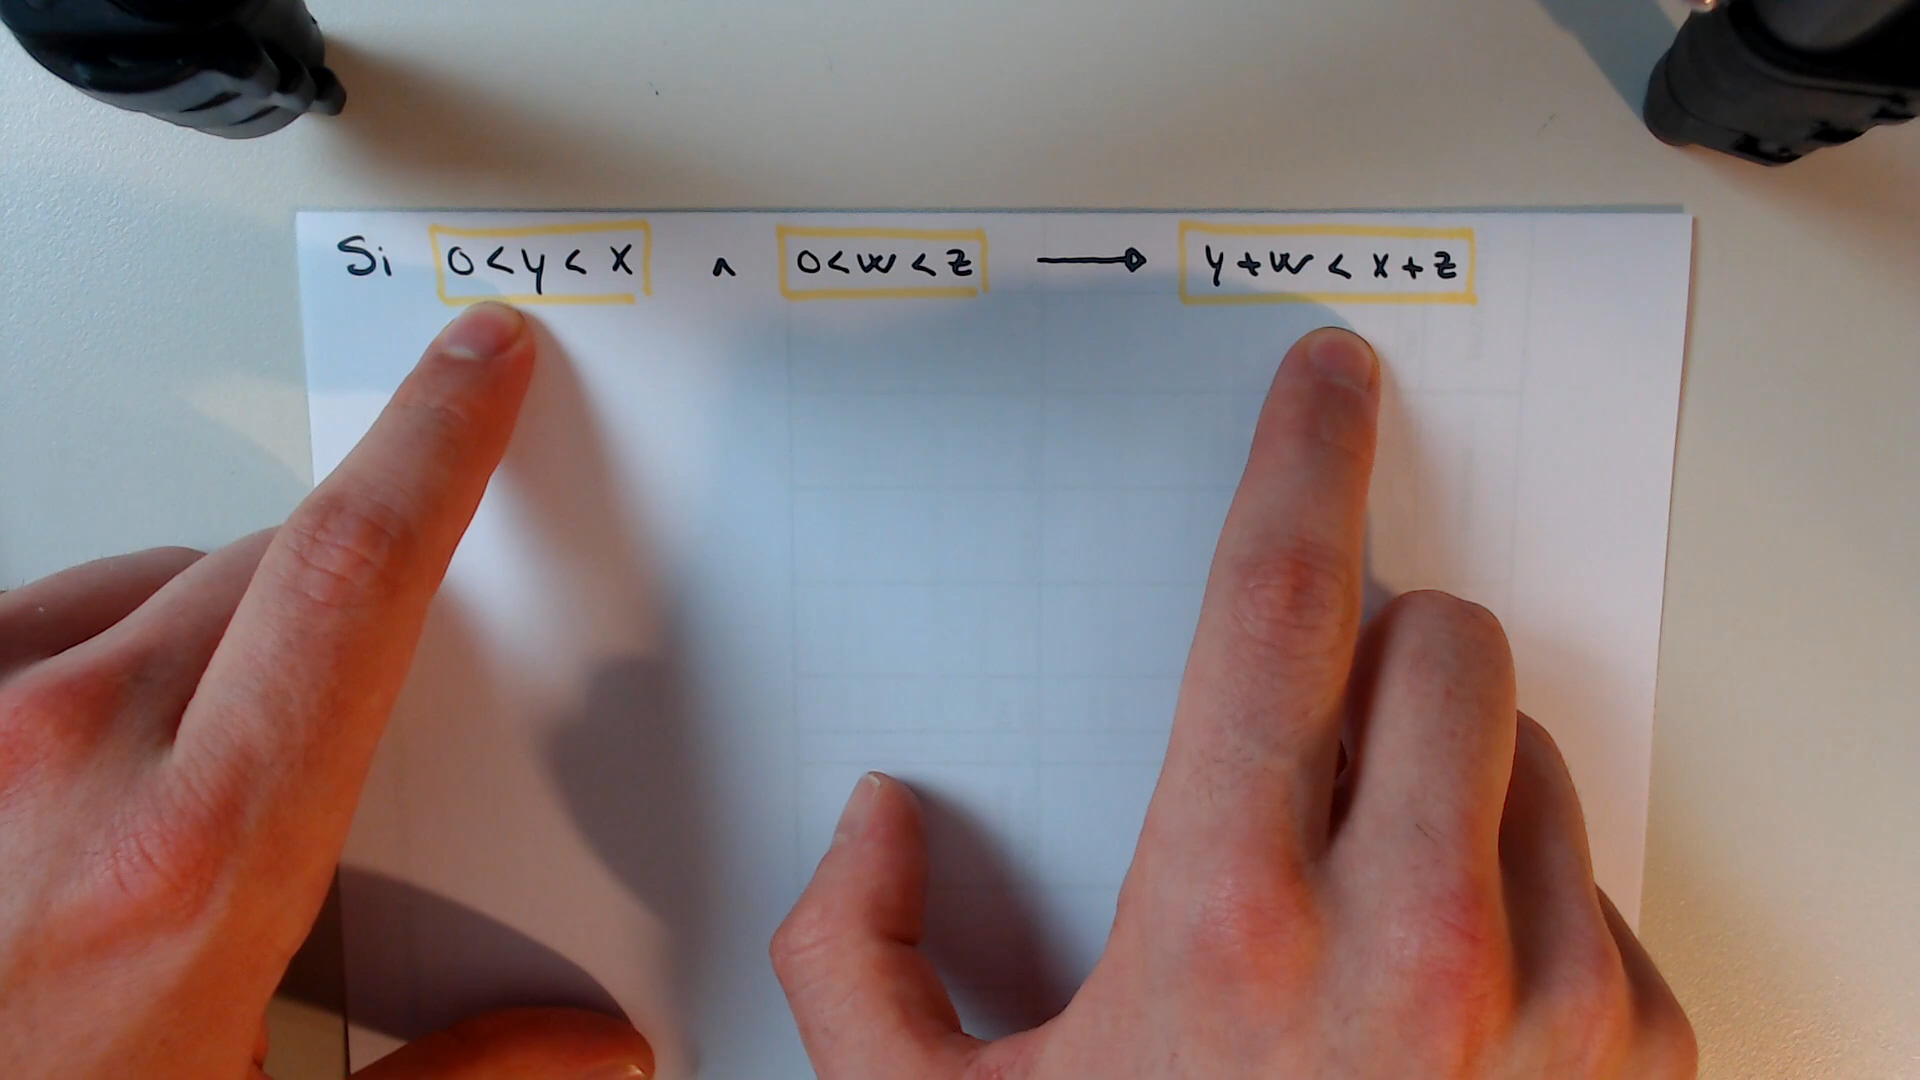 Si 0<y<x ∧ 0<w<z → y+w<x+z